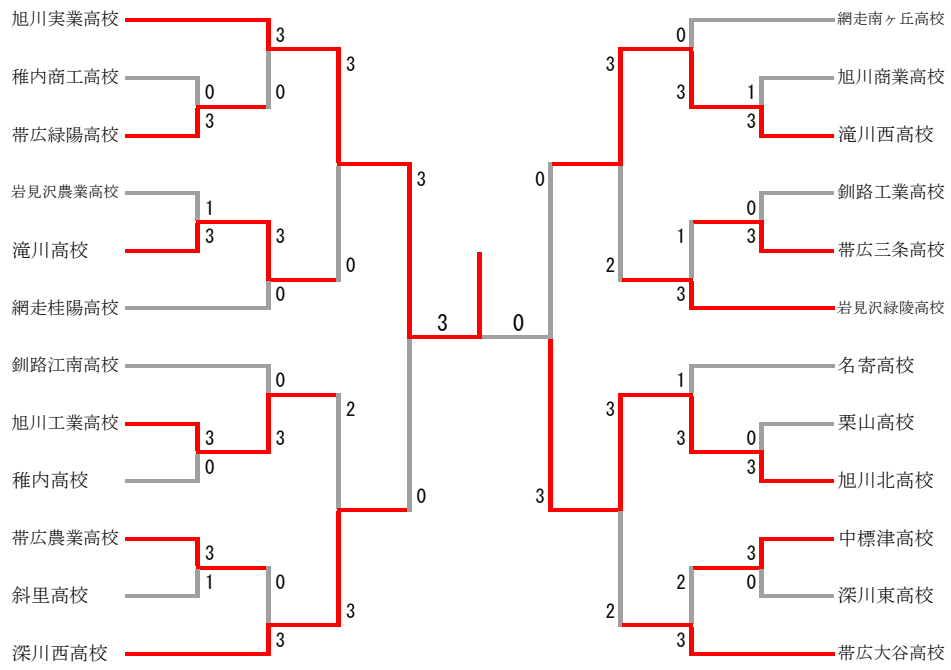 旭川実業高校
3
稚内商工高校
0
0
3
帯広緑陽高校
3
岩見沢農業高校
1
3
3
滝川高校
0
網走桂陽高校
0
3
釧路江南高校
0
旭川工業高校
3
3
2
稚内高校
0
帯広農業高校
3
0
斜里高校
1
0
深川西高校
3
3
3
0
網走南ヶ丘高校
0
旭川商業高校
1
3
3
滝川西高校
3
釧路工業高校
0
0
帯広三条高校
3
1
2
岩見沢緑陵高校
3
名寄高校
1
栗山高校
0
3
3
旭川北高校
3
3
中標津高校
3
深川東高校
0
2
2
帯広大谷高校
3